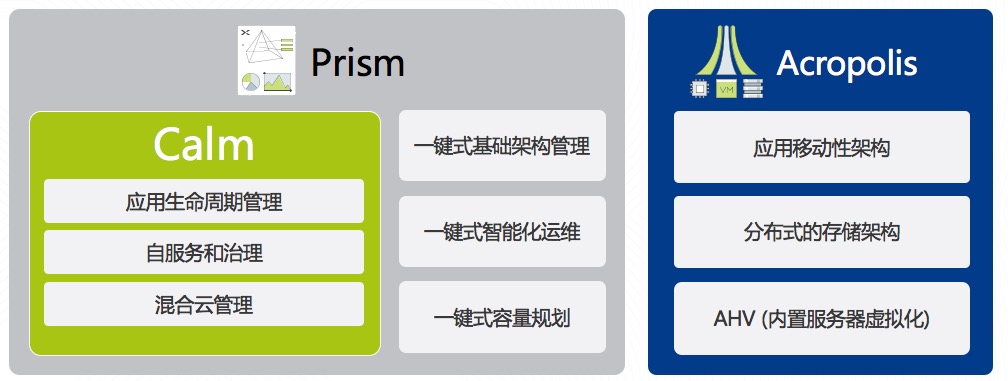 Prism
Calm
应用生命周期管理
自服务和治理
混合云管理
一键式基础架构管理
一键式智能化运维
一键式容量规划
Acropolis
VM
应用移动性架构
分布式的存储架构
AHV (内置服务器虚拟化)